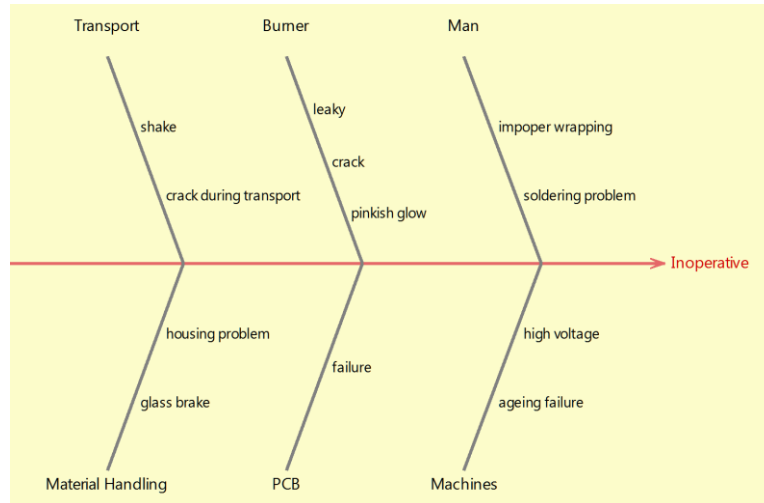 Transport
Burner
Man
leaky
shake
impoper wrapping
crack
crack during transport
soldering problem
pinkish glow
Inoperative
housing problem
high voltage
failure
glass brake
ageing failure
Material Handling
PCB
Machines